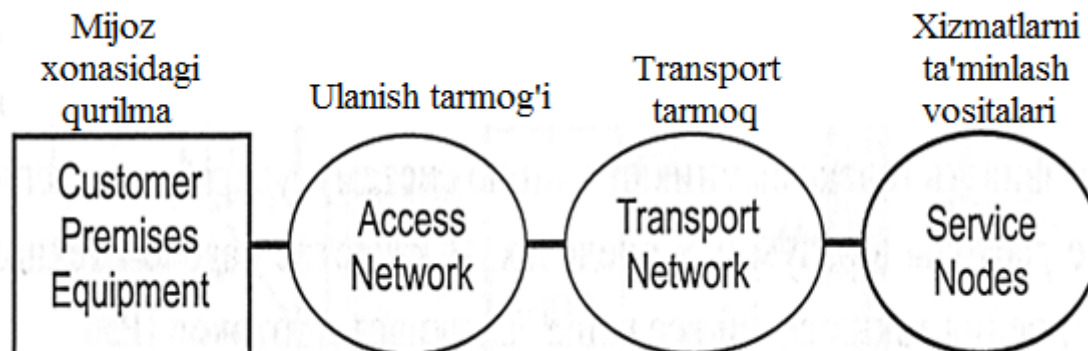 Mijoz
xonasidagi
qurilma
Ulanish tarmog'i
Transport
tarmoq
Xizmatlarni
ta'minlash
vositalari
Customer
Premises
Equipment
Access
Network
Transport
Network
Service
Nodes